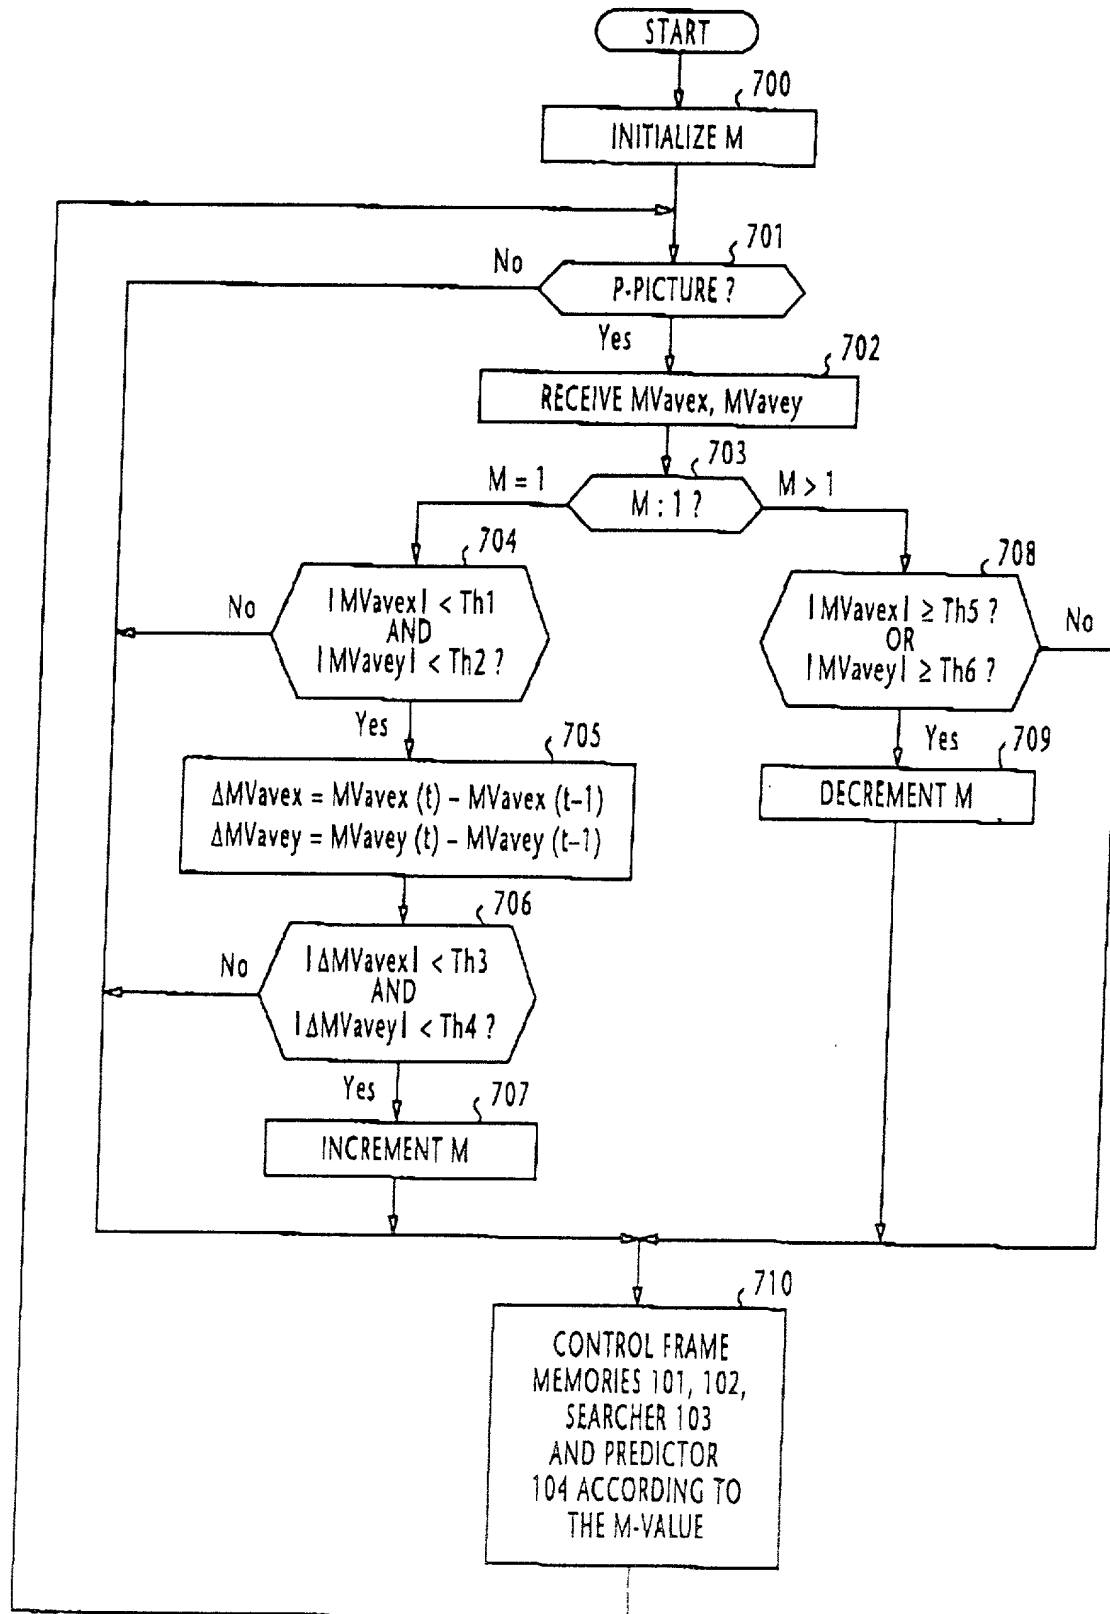 START
700
INITIALIZE M
701
No
P-PICTURE ?
Yes
702
RECEIVE MVavex, MVavey
703
M = 1
M : 1 ?
M > 1
704
No
|MVavex| < Th1
AND
|MVavey| < Th2 ?
Yes
708
|MVavex| ≥ Th5 ?
OR
|MVavey| ≥ Th6 ?
No
Yes
709
DECREMENT M
705
ΔMVavex = MVavex (t) – MVavex (t–1)
ΔMVavey = MVavey (t) – MVavey (t–1)
706
No
|ΔMVavex| < Th3
AND
|ΔMVavey| < Th4 ?
Yes
707
INCREMENT M
710
CONTROL FRAME
MEMORIES 101, 102,
SEARCHER 103
AND PREDICTOR
104 ACCORDING TO
THE M-VALUE